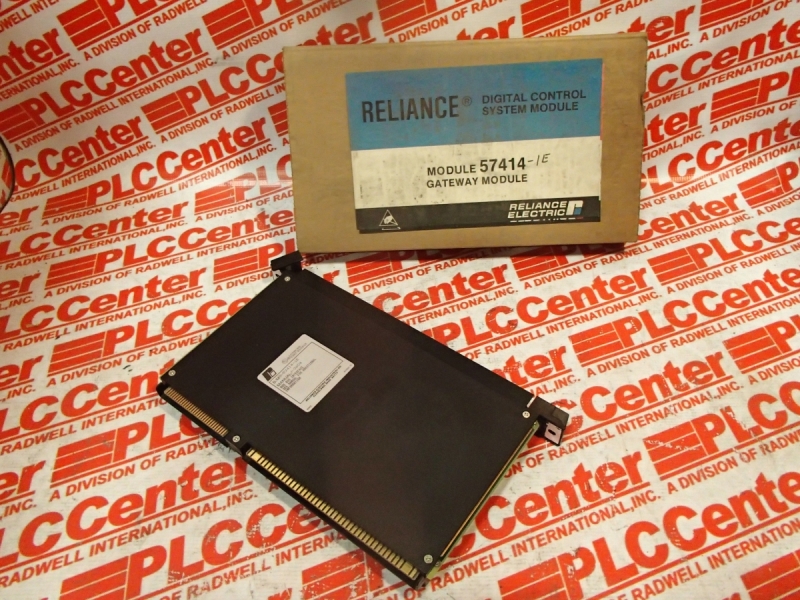 RELIANCE® DIGITAL CONTROL
SYSTEM MODULE
MODULE 57414-1E
GATEWAY MODULE
RELIANCE
ELECTRIC
PLCCenter
A DIVISION OF RADWELL INTERNATIONAL, INC.